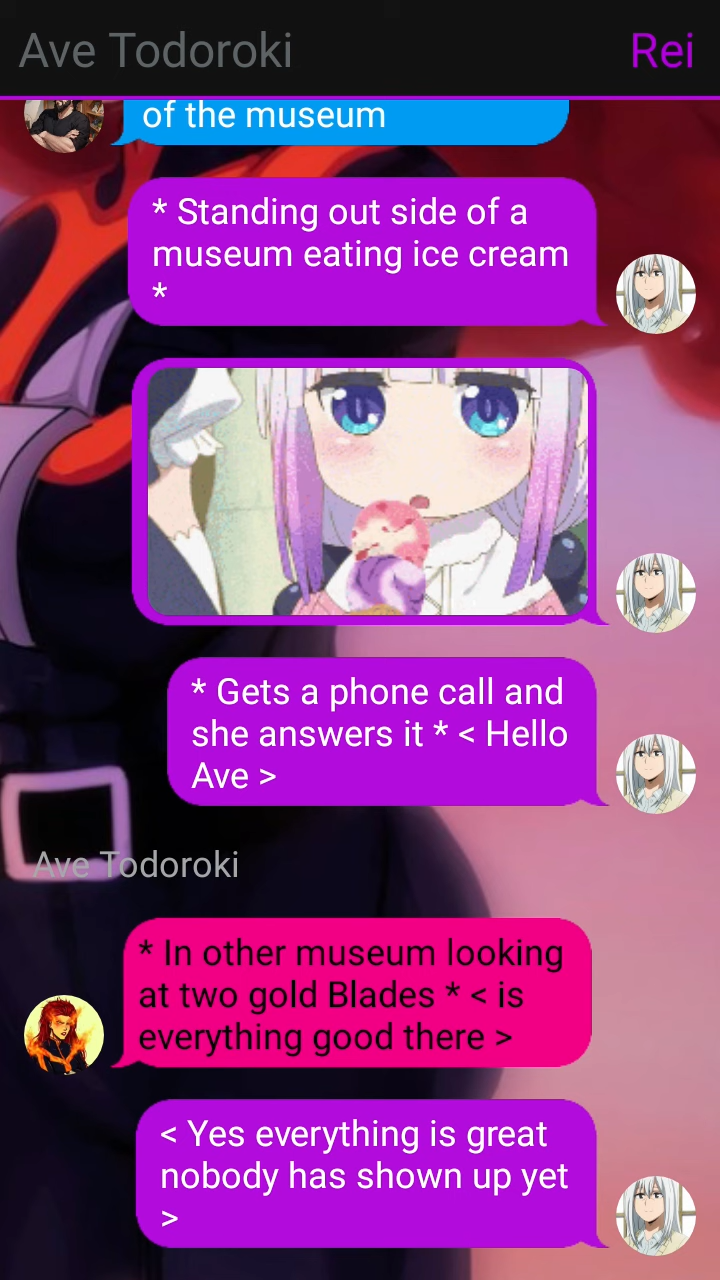 Ave Todoroki
Rei
of the museum
* Standing out side of a
museum eating ice cream
*
* Gets a phone call and
she answers it * < Hello
Ave >
Ave Todoroki
* In other museum looking
at two gold Blades * < is
everything good there >
< Yes everything is great
nobody has shown up yet
>